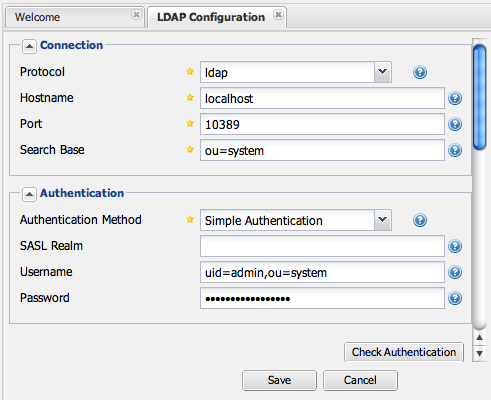 Welcome
LDAP Configuration
Connection
Protocol ldap
Hostname localhost
Port 10389
Search Base ou=system
Authentication
Authentication Method Simple Authentication
SASL Realm
Username uid=admin,ou=system
Password •••••••••••••••••
Check Authentication
Save Cancel